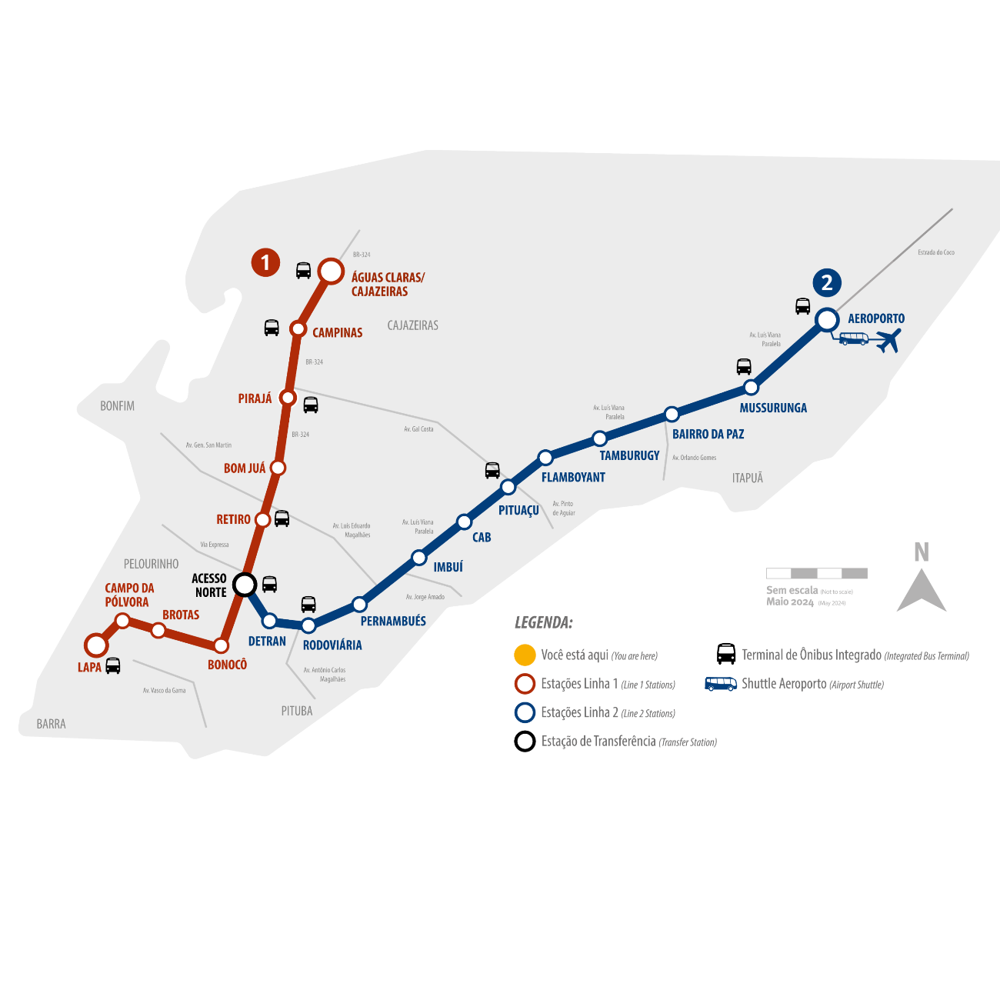 BR-324
Estrada do Coco
1
ÁGUAS CLARAS/
CAJAZEIRAS
2
AEROPORTO
CAMPINAS
CAJAZEIRAS
Av. Luís Viana
Paralela
BR-324
PIRAJÁ
BONFIM
MUSSURUNGA
Av. Luís Viana
Paralela
Av. Gal Costa
BR-324
BAIRRO DA PAZ
Av. Gen. San Martin
TAMBURUGY
Av. Orlando Gomes
BOM JUÁ
FLAMBOYANT
ITAPUÃ
PITUAÇU
Av. Pinto
de Aguiar
RETIRO
Av. Luís Eduardo
Magalhães
Av. Luís Viana
Paralela
CAB
Via Expressa
PELOURINHO
IMBUÍ
N
ACESSO
NORTE
CAMPO DA
PÓLVORA
Av. Jorge Amado
Sem escala (Not to scale)
Maio 2024 (May 2024)
BROTAS
PERNAMBUÉS
DETRAN
RODOVIÁRIA
LAPA
BONOCÔ
Av. Antônio Carlos
Magalhães
Av. Vasco da Gama
PITUBA
BARRA
LEGENDA:
Você está aqui (You are here)
Estações Linha 1 (Line 1 Stations)
Estações Linha 2 (Line 2 Stations)
Estação de Transferência (Transfer Station)
Terminal de Ônibus Integrado (Integrated Bus Terminal)
Shuttle Aeroporto (Airport Shuttle)